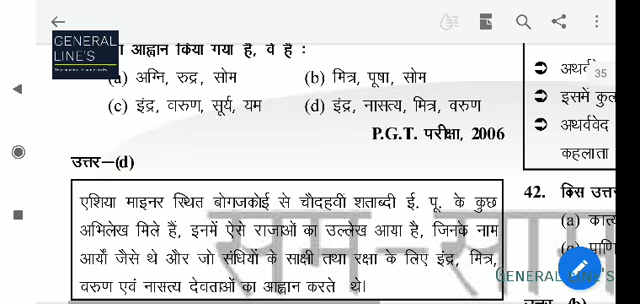 GENERAL
LINE'S
आह्वान किया गया है, वे हैं :
(a) अग्नि, रुद्र, सोम (b) मित्र, पूषा, सोम
(c) इंद्र, वरुण, सूर्य, यम (d) इंद्र, नासत्य, मित्र, वरुण
P.G.T. परीक्षा, 2006
उत्तर-(d)
एशिया माइनर स्थित बोगजकोई से चौदहवीं शताब्दी ई. पू. के कुछ
अभिलेख मिले हैं, इनमें ऐसे राजाओं का उल्लेख आया है, जिनके नाम
आर्यों जैसे थे और जो संधियों के साक्षी तथा रक्षा के लिए इंद्र, मित्र,
वरुण एवं नासत्य देवताओं का आह्वान करते थे।
सम-सा
35
इसमें कुल
अथर्ववेद
कहलाता
42. किस उत्त
(a) कात्य
पाणि
GENERAL LINE'S